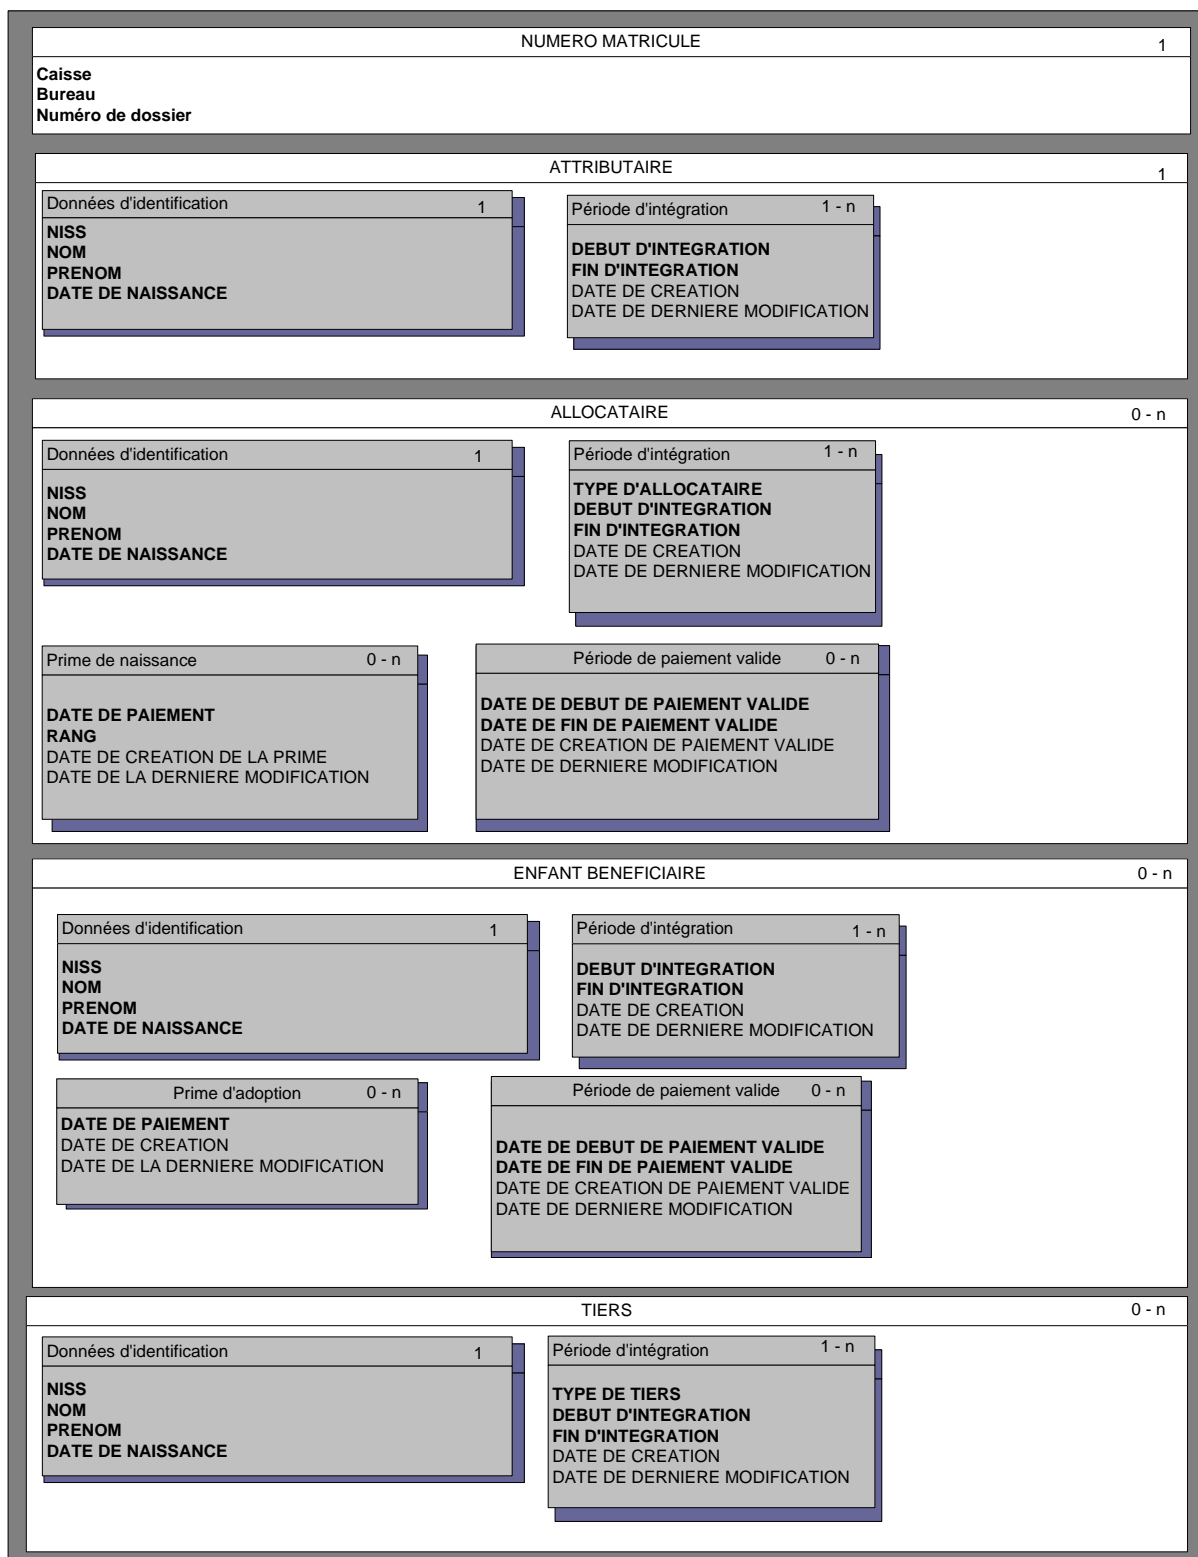 NUMERO MATRICULE 1
Caisse
Bureau
Numéro de dossier
ATTRIBUTAIRE 1
Données d'identification 1
NISS
NOM
PRENOM
DATE DE NAISSANCE
Période d'intégration 1 - n
DEBUT D'INTEGRATION
FIN D'INTEGRATION
DATE DE CREATION
DATE DE DERNIERE MODIFICATION
ALLOCATAIRE 0 - n
Données d'identification 1
NISS
NOM
PRENOM
DATE DE NAISSANCE
Période d'intégration 1 - n
TYPE D'ALLOCATAIRE
DEBUT D'INTEGRATION
FIN D'INTEGRATION
DATE DE CREATION
DATE DE DERNIERE MODIFICATION
Prime de naissance 0 - n
DATE DE PAIEMENT
RANG
DATE DE CREATION DE LA PRIME
DATE DE LA DERNIERE MODIFICATION
Période de paiement valide 0 - n
DATE DE DEBUT DE PAIEMENT VALIDE
DATE DE FIN DE PAIEMENT VALIDE
DATE DE CREATION DE PAIEMENT VALIDE
DATE DE DERNIERE MODIFICATION
ENFANT BENEFICIAIRE 0 - n
Données d'identification 1
NISS
NOM
PRENOM
DATE DE NAISSANCE
Période d'intégration 1 - n
DEBUT D'INTEGRATION
FIN D'INTEGRATION
DATE DE CREATION
DATE DE DERNIERE MODIFICATION
Prime d'adoption 0 - n
DATE DE PAIEMENT
DATE DE CREATION
DATE DE LA DERNIERE MODIFICATION
Période de paiement valide 0 - n
DATE DE DEBUT DE PAIEMENT VALIDE
DATE DE FIN DE PAIEMENT VALIDE
DATE DE CREATION DE PAIEMENT VALIDE
DATE DE DERNIERE MODIFICATION
TIERS 0 - n
Données d'identification 1
NISS
NOM
PRENOM
DATE DE NAISSANCE
Période d'intégration 1 - n
TYPE DE TIERS
DEBUT D'INTEGRATION
FIN D'INTEGRATION
DATE DE CREATION
DATE DE DERNIERE MODIFICATION